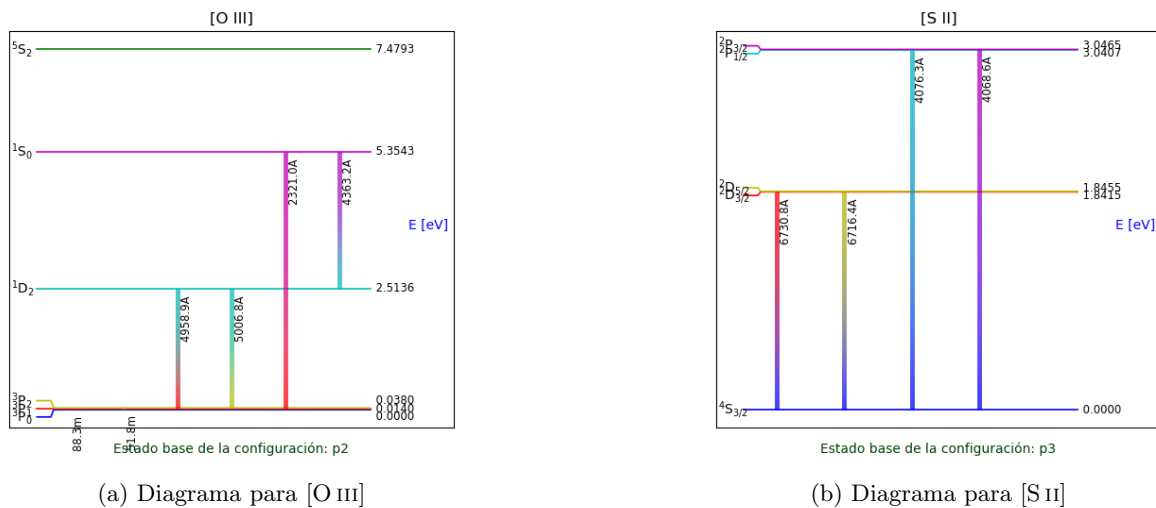 [O III]
⁵S₂
7.4793
¹S₀
5.3543
2321.0A
4363.2A
E [eV]
¹D₂
2.5136
4958.9A
5006.8A
³P₂
0.0380
³P₁
0.0140
³P₀
0.0000
88.3m
51.8m
Estado base de la configuración: p2
(a) Diagrama para [O III]
[S II]
²P₃/₂
3.0465
²P₁/₂
3.0407
4076.3A
4068.6A
²D₅/₂
1.8455
²D₃/₂
1.8415
E [eV]
6730.8A
6716.4A
⁴S₃/₂
0.0000
Estado base de la configuración: p3
(b) Diagrama para [S II]